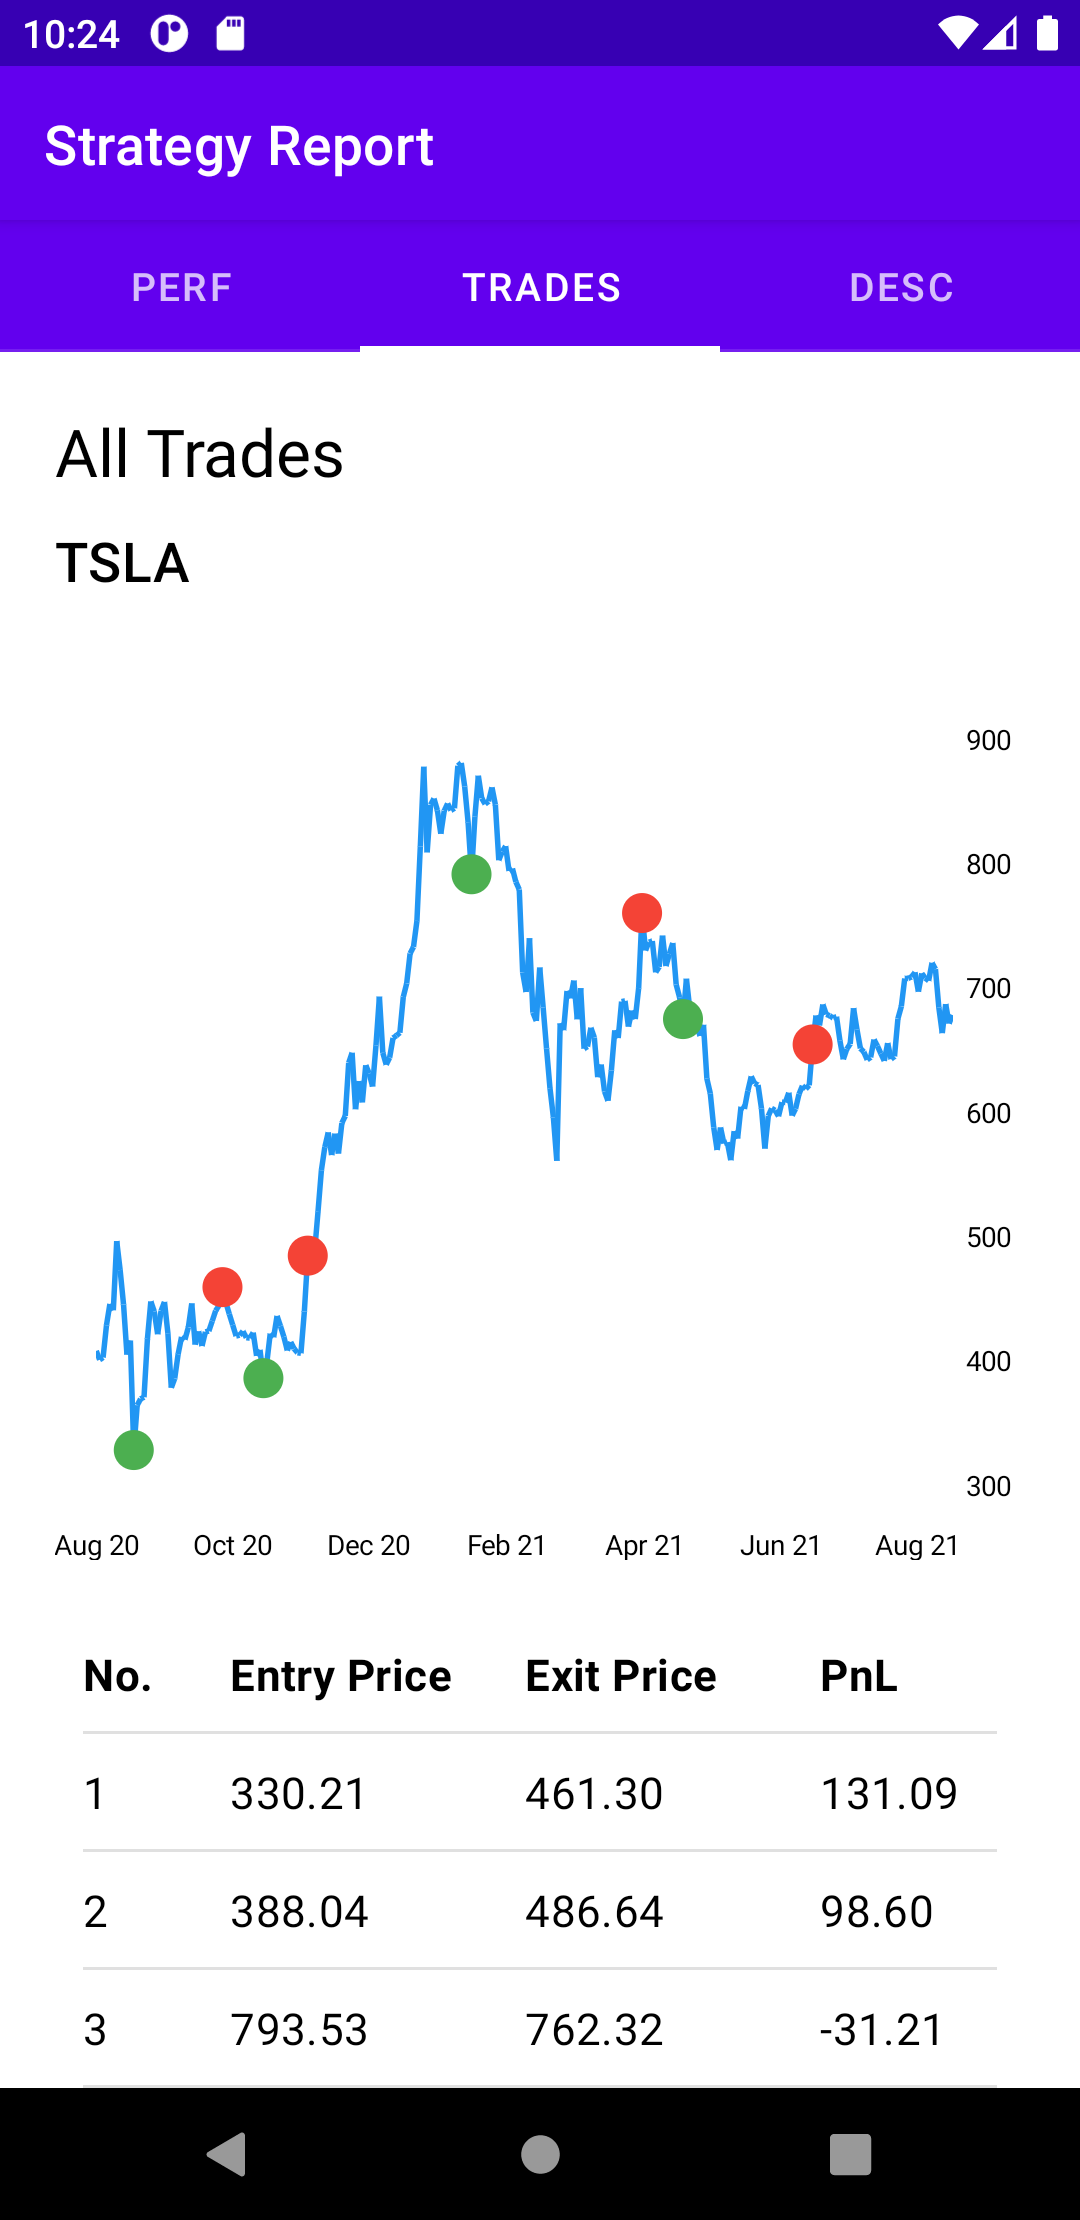 10:24
Strategy Report
PERF TRADES DESC
All Trades
TSLA
900
800
700
600
500
400
300
Aug 20 Oct 20 Dec 20 Feb 21 Apr 21 Jun 21 Aug 21
No. Entry Price Exit Price PnL
1 330.21 461.30 131.09
2 388.04 486.64 98.60
3 793.53 762.32 -31.21